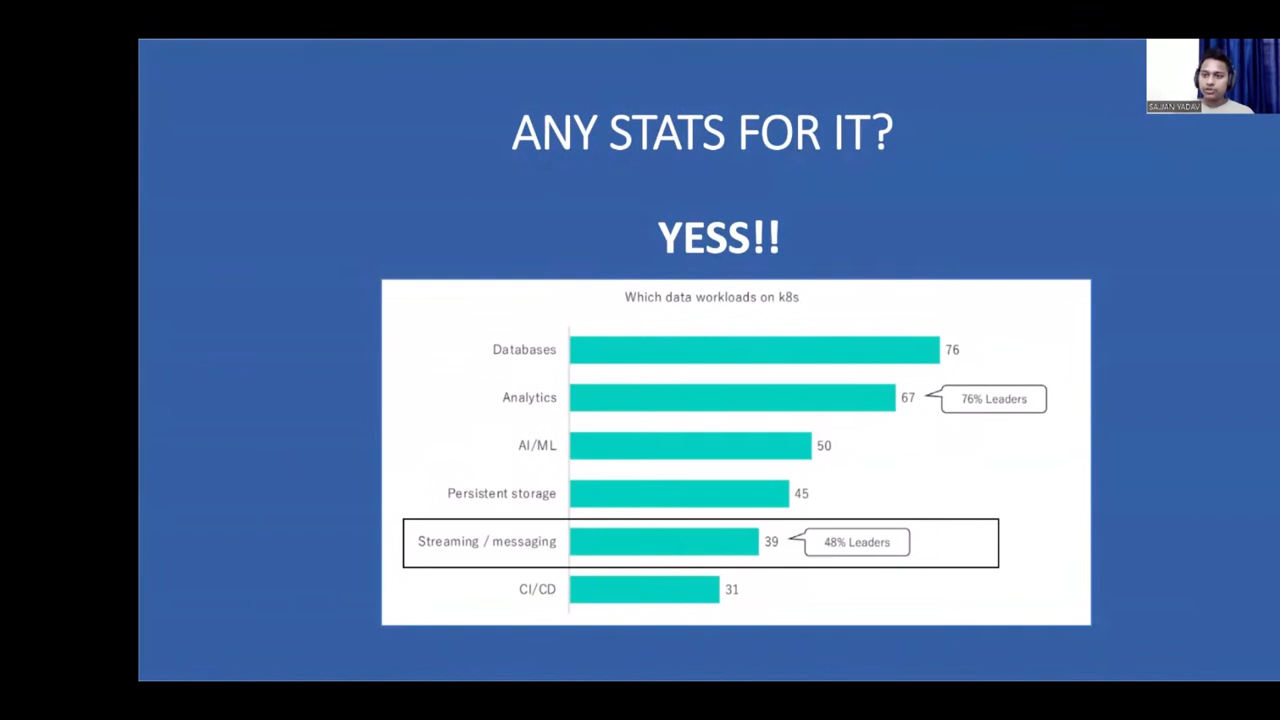 SAJJAN YADAV
ANY STATS FOR IT?
YESS!!
Which data workloads on k8s
Databases 76
Analytics 67 76% Leaders
AI/ML 50
Persistent storage 45
Streaming / messaging 39 48% Leaders
CI/CD 31